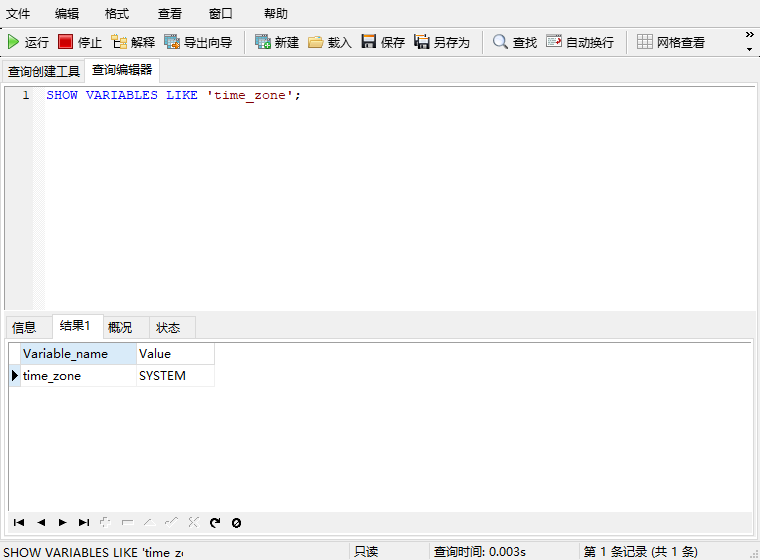 文件 编辑 格式 查看 窗口 帮助
运行 停止 解释 导出向导 新建 载入 保存 另存为 查找 自动换行 网格查看 »
查询创建工具 查询编辑器
1 SHOW VARIABLES LIKE 'time_zone';
信息 结果1 概况 状态
Variable_name Value
time_zone SYSTEM
SHOW VARIABLES LIKE 'time_zo 只读 查询时间: 0.003s 第 1 条记录 (共 1 条)